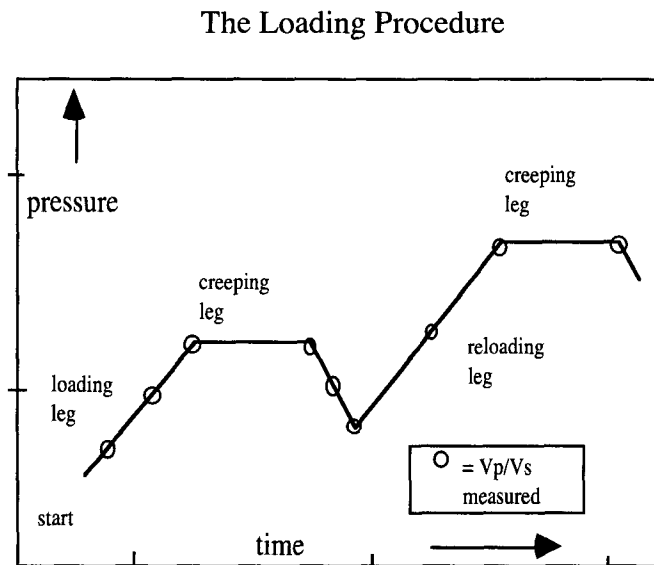 The Loading Procedure
pressure
creeping
leg
creeping
leg
loading
leg
reloading
leg
= Vp/Vs
measured
start
time